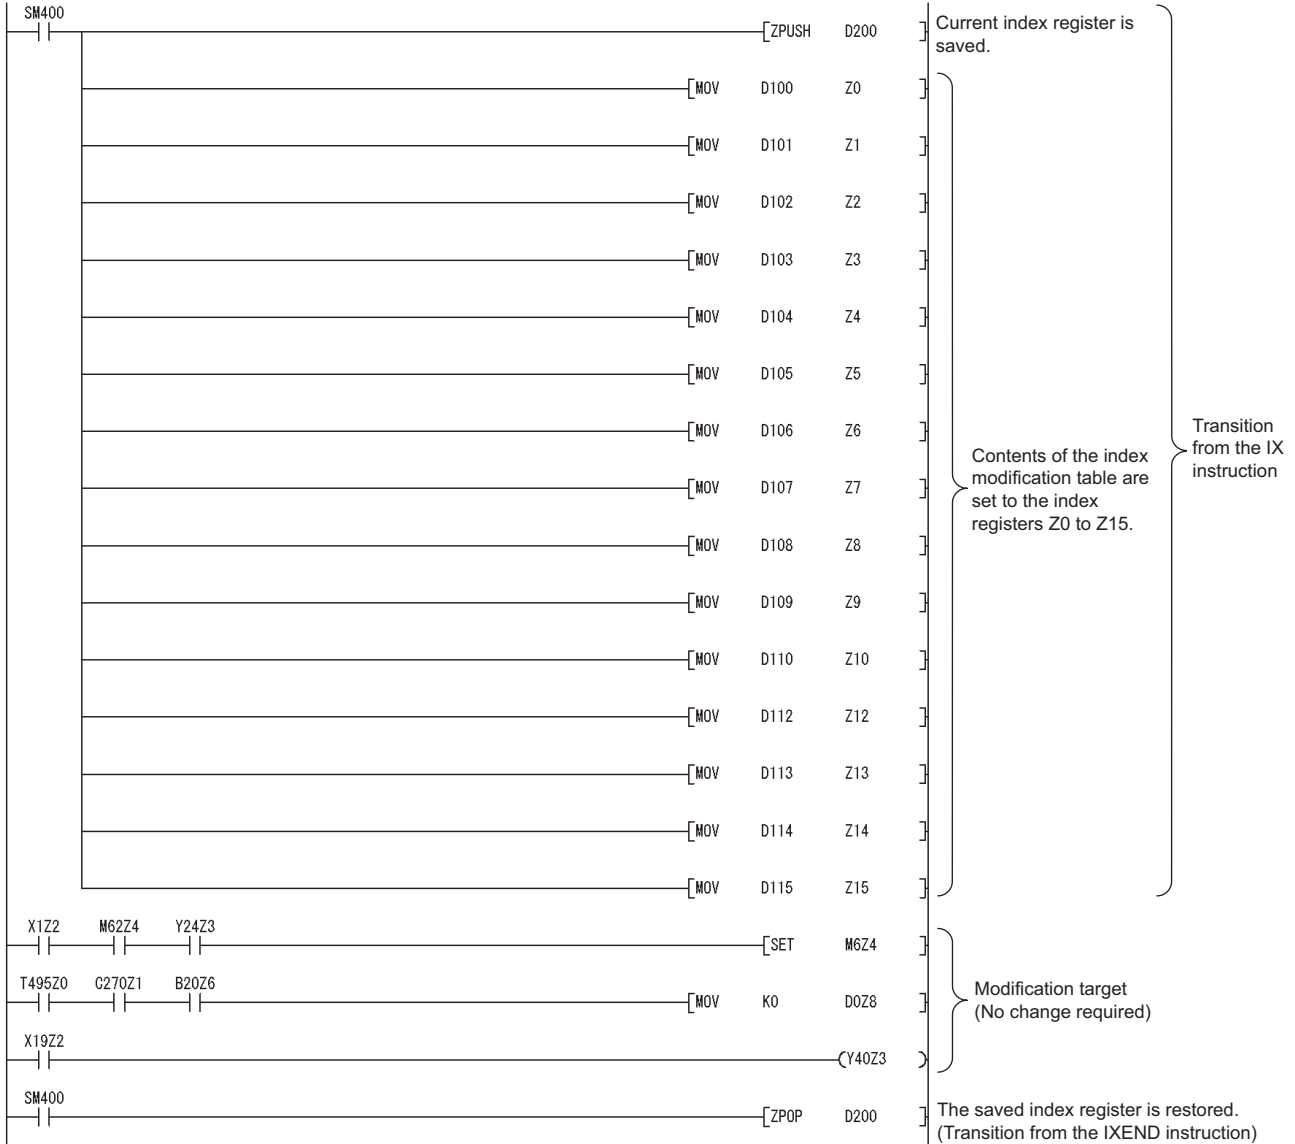 SM400
ZPUSH D200
Current index register is
saved.
MOV D100 Z0
MOV D101 Z1
MOV D102 Z2
MOV D103 Z3
MOV D104 Z4
MOV D105 Z5
MOV D106 Z6
MOV D107 Z7
MOV D108 Z8
MOV D109 Z9
MOV D110 Z10
MOV D112 Z12
MOV D113 Z13
MOV D114 Z14
MOV D115 Z15
Contents of the index
modification table are
set to the index
registers Z0 to Z15.
Transition
from the IX
instruction
X1Z2 M62Z4 Y24Z3
SET M6Z4
T495Z0 C270Z1 B20Z6
MOV K0 D0Z8
X19Z2
Y40Z3
Modification target
(No change required)
SM400
ZPOP D200
The saved index register is restored.
(Transition from the IXEND instruction)